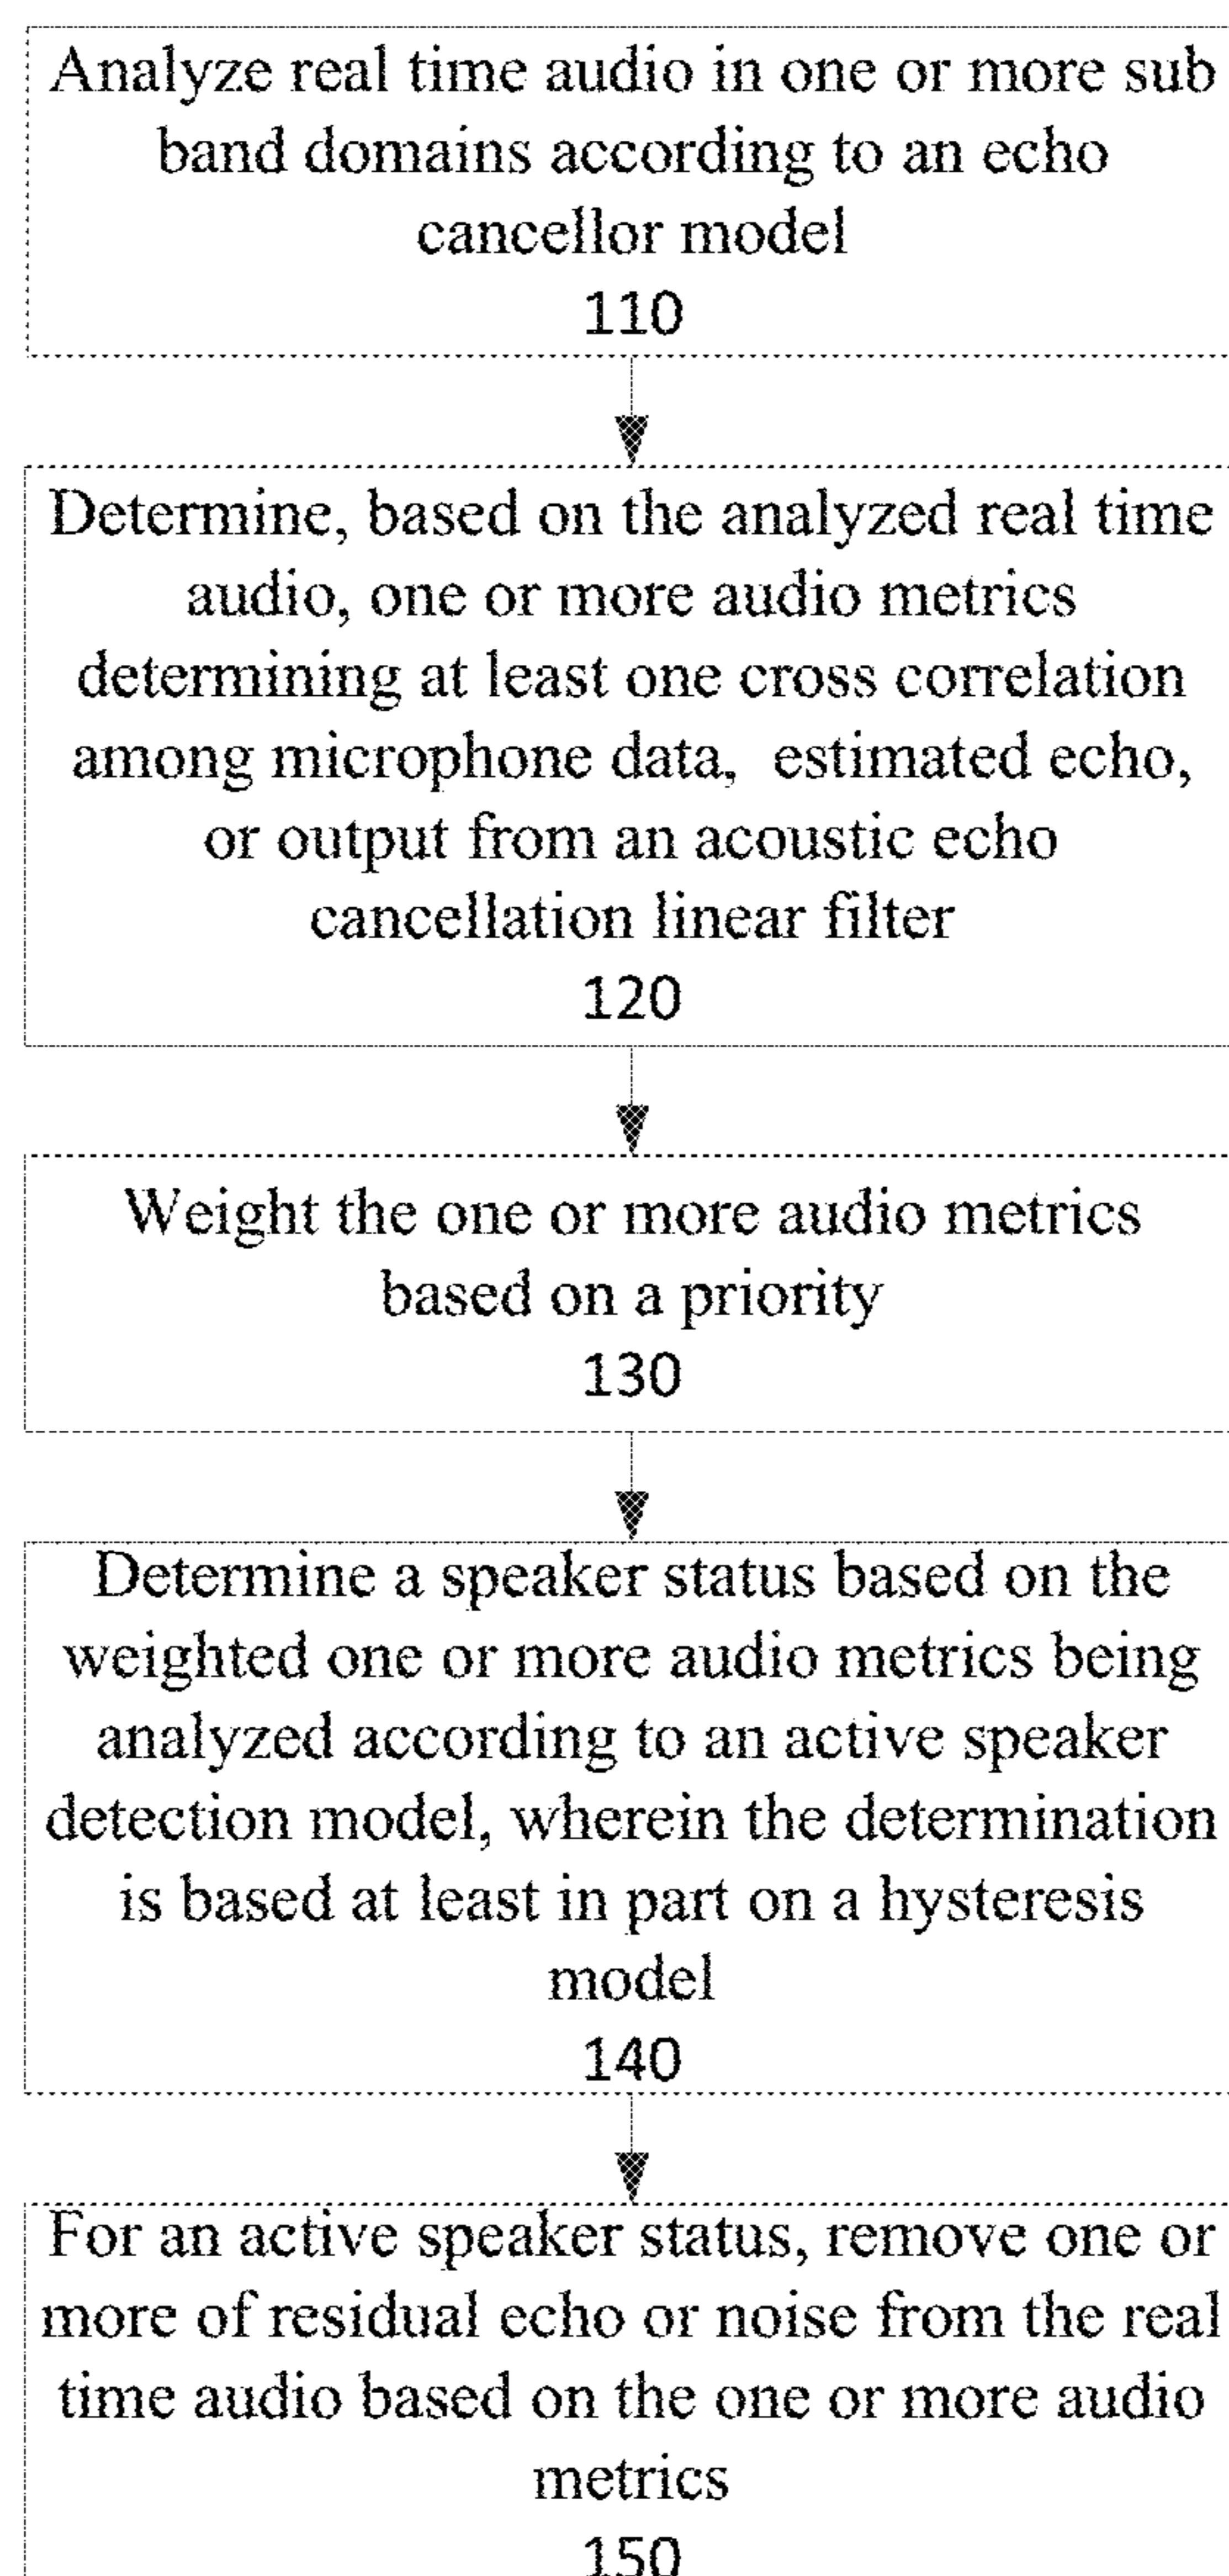 Analyze real time audio in one or more sub
band domains according to an echo
cancellor model
110
Determine, based on the analyzed real time
audio, one or more audio metrics
determining at least one cross correlation
among microphone data, estimated echo,
or output from an acoustic echo
cancellation linear filter
120
Weight the one or more audio metrics
based on a priority
130
Determine a speaker status based on the
weighted one or more audio metrics being
analyzed according to an active speaker
detection model, wherein the determination
is based at least in part on a hysteresis
model
140
For an active speaker status, remove one or
more of residual echo or noise from the real
time audio based on the one or more audio
metrics
150